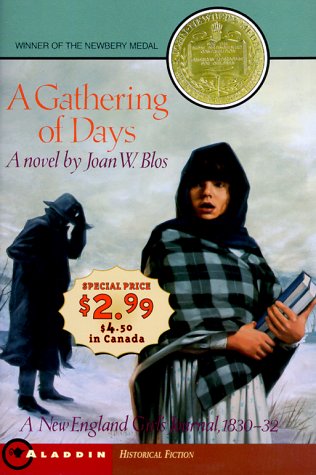 WINNER OF THE NEWBERY MEDAL
A Gathering
of Days
A novel by Joan W. Blos
SPECIAL PRICE
$2.99
$4.50
in Canada
A New England Girl's Journal, 1830–32
ALADDIN
HISTORICAL FICTION